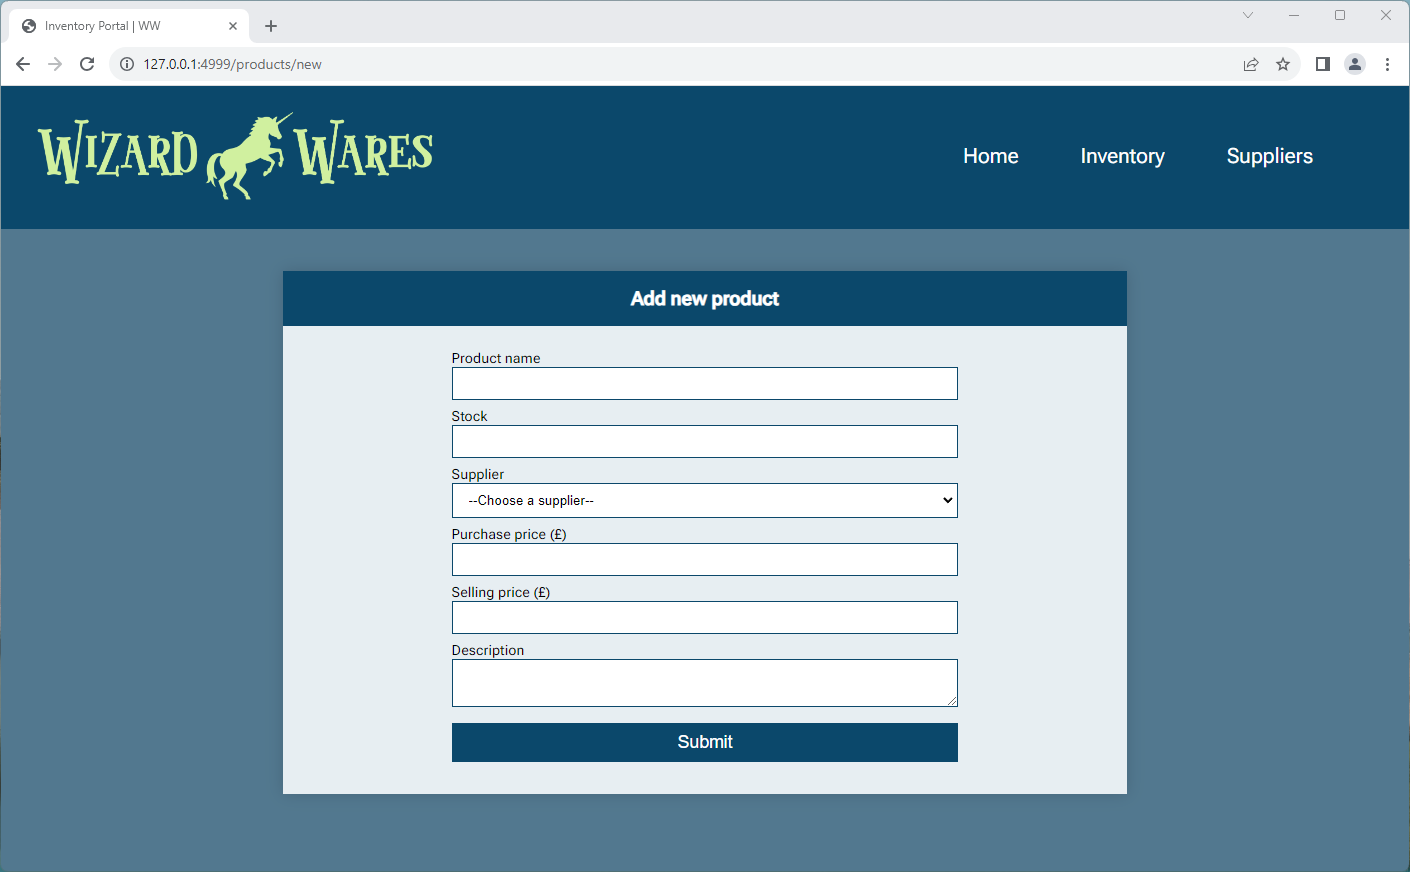 Inventory Portal | WW
127.0.0.1:4999/products/new
WIZARD WARES
Home Inventory Suppliers
Add new product
Product name
Stock
Supplier
--Choose a supplier--
Purchase price (£)
Selling price (£)
Description
Submit